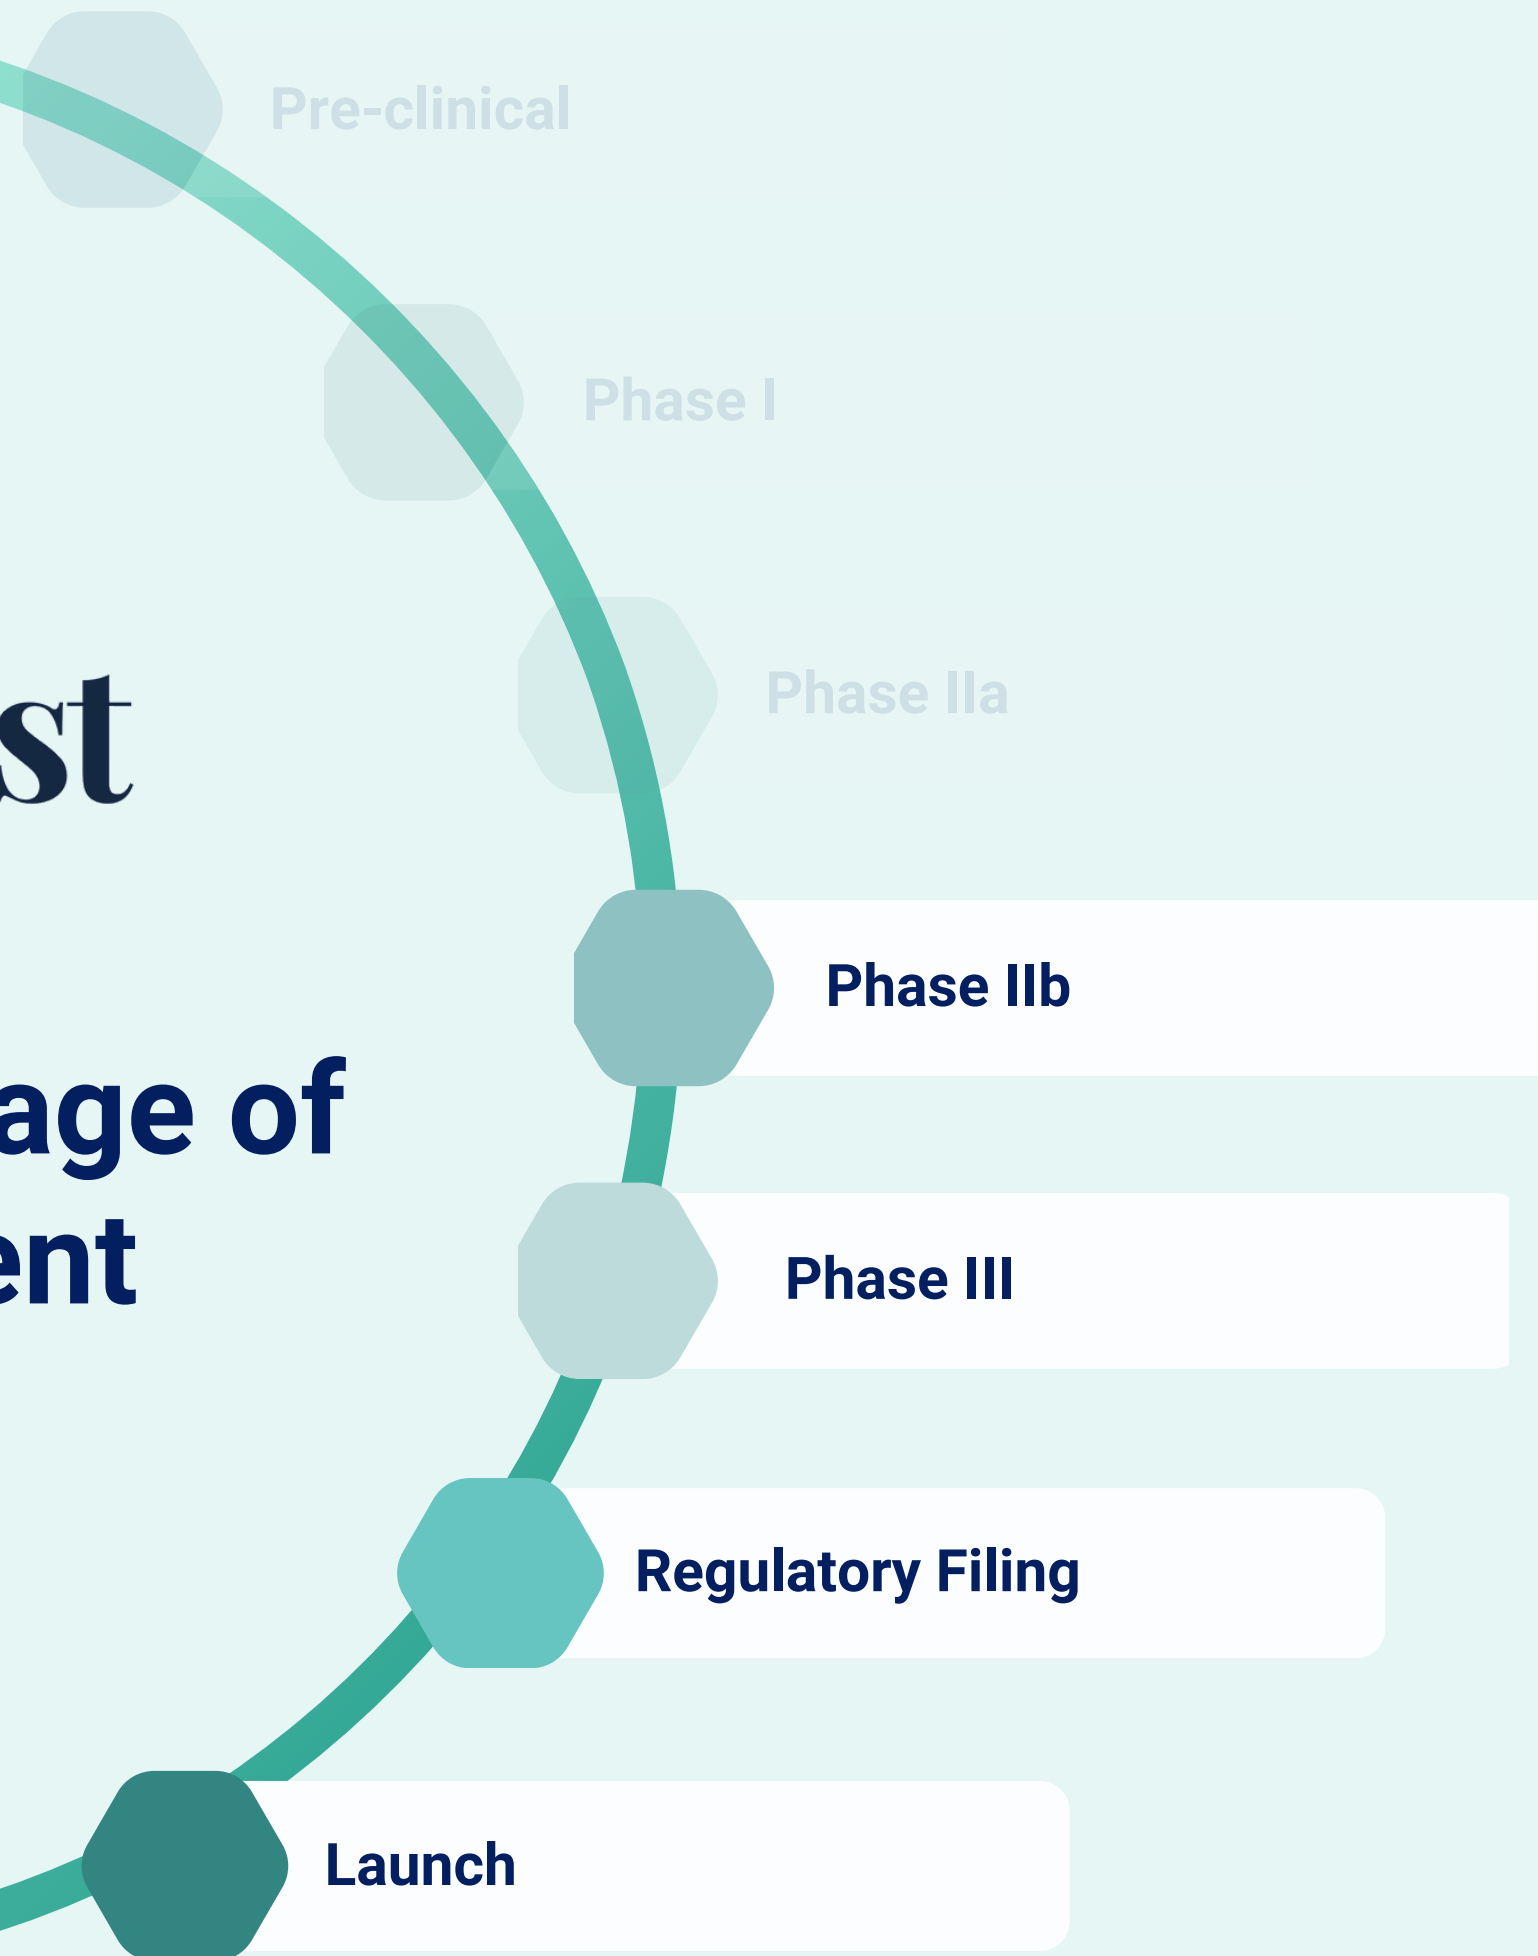 Pre-clinical
Phase I
Phase IIa
st
Phase IIb
age of
ent
Phase III
Regulatory Filing
Launch